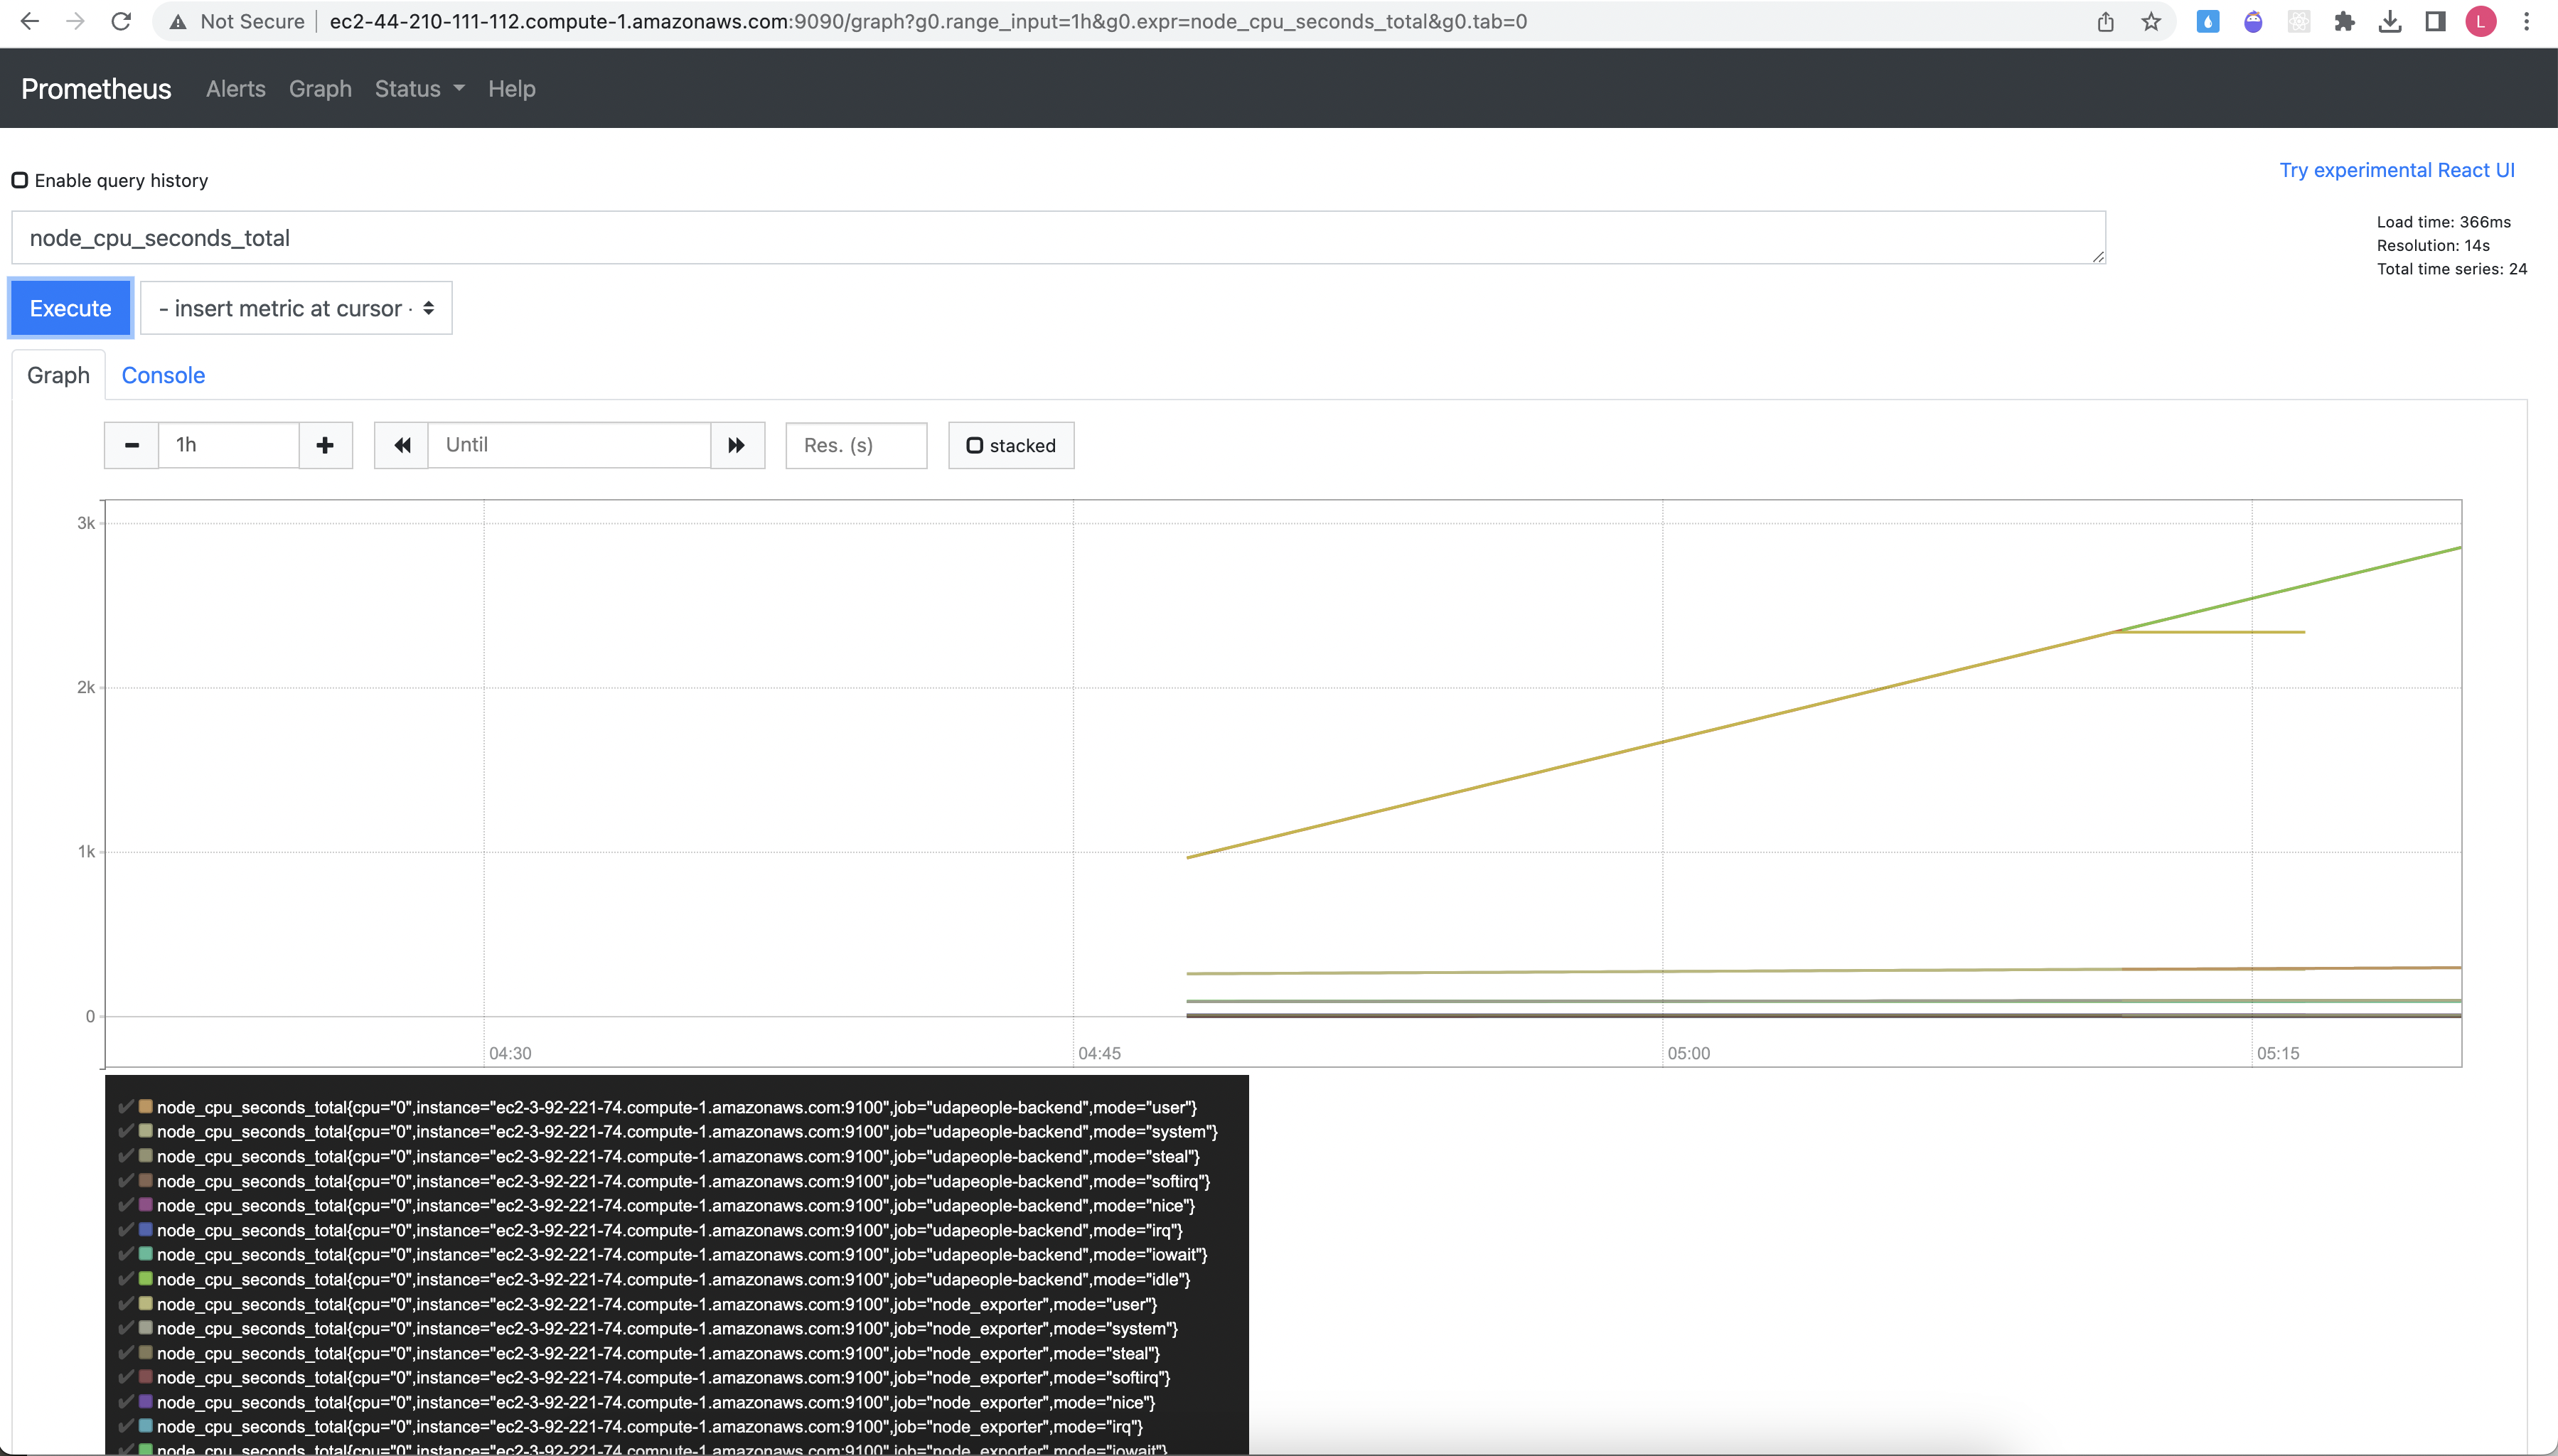 Not Secure | ec2-44-210-111-112.compute-1.amazonaws.com:9090/graph?g0.range_input=1h&g0.expr=node_cpu_seconds_total&g0.tab=0
L
Prometheus Alerts Graph Status Help
Try experimental React UI
Enable query history
node_cpu_seconds_total
Load time: 366ms
Resolution: 14s
Total time series: 24
Execute - insert metric at cursor -
Graph Console
1h Until Res. (s) stacked
3k
2k
1k
0
04:30 04:45 05:00 05:15
node_cpu_seconds_total{cpu="0",instance="ec2-3-92-221-74.compute-1.amazonaws.com:9100",job="udapeople-backend",mode="user"}
node_cpu_seconds_total{cpu="0",instance="ec2-3-92-221-74.compute-1.amazonaws.com:9100",job="udapeople-backend",mode="system"}
node_cpu_seconds_total{cpu="0",instance="ec2-3-92-221-74.compute-1.amazonaws.com:9100",job="udapeople-backend",mode="steal"}
node_cpu_seconds_total{cpu="0",instance="ec2-3-92-221-74.compute-1.amazonaws.com:9100",job="udapeople-backend",mode="softirq"}
node_cpu_seconds_total{cpu="0",instance="ec2-3-92-221-74.compute-1.amazonaws.com:9100",job="udapeople-backend",mode="nice"}
node_cpu_seconds_total{cpu="0",instance="ec2-3-92-221-74.compute-1.amazonaws.com:9100",job="udapeople-backend",mode="irq"}
node_cpu_seconds_total{cpu="0",instance="ec2-3-92-221-74.compute-1.amazonaws.com:9100",job="udapeople-backend",mode="iowait"}
node_cpu_seconds_total{cpu="0",instance="ec2-3-92-221-74.compute-1.amazonaws.com:9100",job="udapeople-backend",mode="idle"}
node_cpu_seconds_total{cpu="0",instance="ec2-3-92-221-74.compute-1.amazonaws.com:9100",job="node_exporter",mode="user"}
node_cpu_seconds_total{cpu="0",instance="ec2-3-92-221-74.compute-1.amazonaws.com:9100",job="node_exporter",mode="system"}
node_cpu_seconds_total{cpu="0",instance="ec2-3-92-221-74.compute-1.amazonaws.com:9100",job="node_exporter",mode="steal"}
node_cpu_seconds_total{cpu="0",instance="ec2-3-92-221-74.compute-1.amazonaws.com:9100",job="node_exporter",mode="softirq"}
node_cpu_seconds_total{cpu="0",instance="ec2-3-92-221-74.compute-1.amazonaws.com:9100",job="node_exporter",mode="nice"}
node_cpu_seconds_total{cpu="0",instance="ec2-3-92-221-74.compute-1.amazonaws.com:9100",job="node_exporter",mode="irq"}
node_cpu_seconds_total{cpu="0",instance="ec2-3-92-221-74.compute-1.amazonaws.com:9100",job="node_exporter",mode="iowait"}